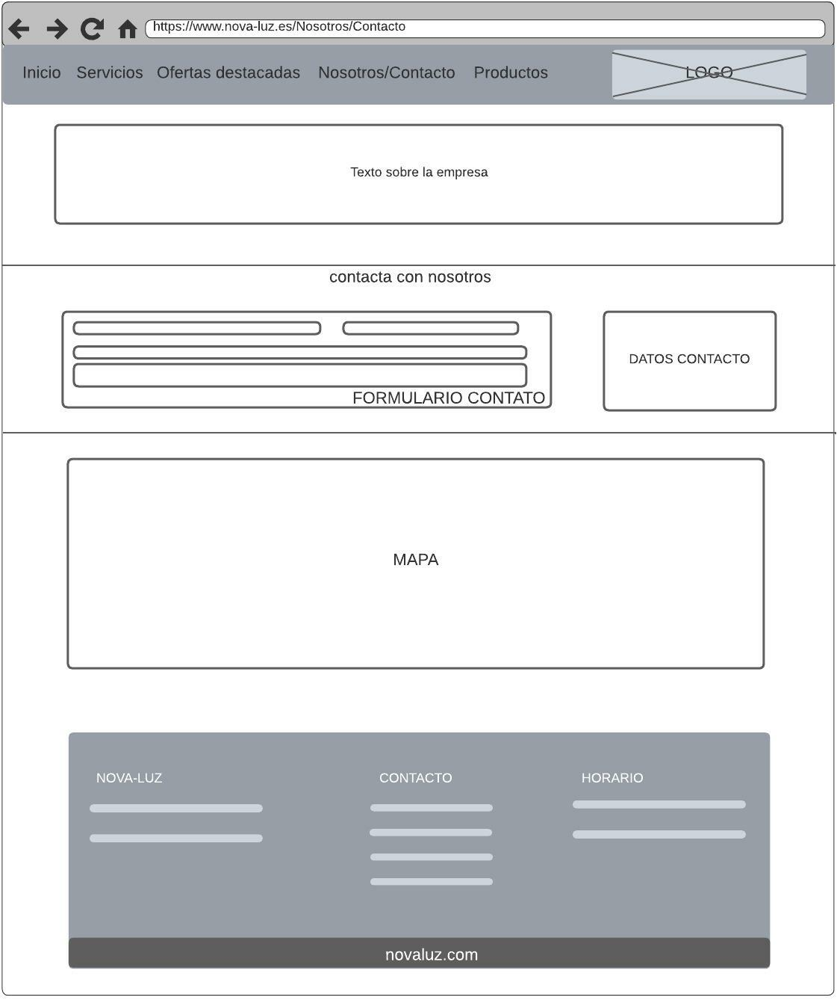 https://www.nova-luz.es/Nosotros/Contacto
Inicio Servicios Ofertas destacadas Nosotros/Contacto Productos LOGO
Texto sobre la empresa
contacta con nosotros
DATOS CONTACTO
FORMULARIO CONTATO
MAPA
NOVA-LUZ CONTACTO HORARIO
novaluz.com